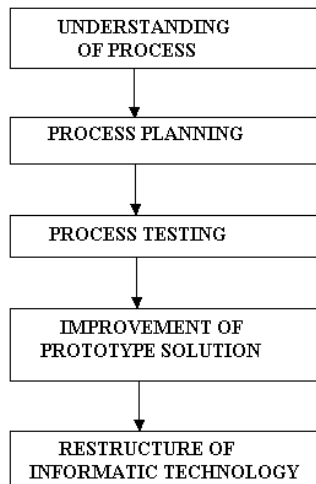 UNDERSTANDING
OF PROCESS
PROCESS PLANNING
PROCESS TESTING
IMPROVEMENT OF
PROTOTYPE SOLUTION
RESTRUCTURE OF
INFORMATIC TECHNOLOGY